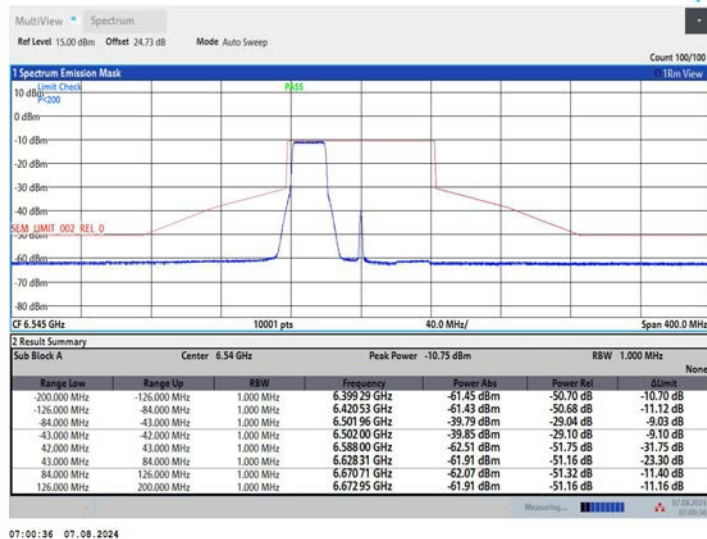 MultiView Spectrum
Ref Level 15.00 dBm Offset 24.73 dB Mode Auto Sweep
Count 100/100
1 Spectrum Emission Mask 1Rm View
10 dBm Limit Check PASS
P<200
0 dBm
-10 dBm
-20 dBm
-30 dBm
-40 dBm
SEM_LIMIT_002_REL_0
-50 dBm
-60 dBm
-70 dBm
-80 dBm
CF 6.545 GHz 10001 pts 40.0 MHz/ Span 400.0 MHz
2 Result Summary
Sub Block A Center 6.54 GHz Peak Power -10.75 dBm RBW 1.000 MHz
None
Range Low Range Up RBW Frequency Power Abs Power Rel ΔLimit
-200.000 MHz -126.000 MHz 1.000 MHz 6.399 29 GHz -61.45 dBm -50.70 dB -10.70 dB
-126.000 MHz -84.000 MHz 1.000 MHz 6.420 53 GHz -61.43 dBm -50.68 dB -11.12 dB
-84.000 MHz -43.000 MHz 1.000 MHz 6.501 96 GHz -39.79 dBm -29.04 dB -9.03 dB
-43.000 MHz -42.000 MHz 1.000 MHz 6.502 00 GHz -39.85 dBm -29.10 dB -9.10 dB
42.000 MHz 43.000 MHz 1.000 MHz 6.588 00 GHz -62.51 dBm -51.75 dB -31.75 dB
43.000 MHz 84.000 MHz 1.000 MHz 6.628 31 GHz -61.91 dBm -51.16 dB -23.30 dB
84.000 MHz 126.000 MHz 1.000 MHz 6.670 71 GHz -62.07 dBm -51.32 dB -11.40 dB
126.000 MHz 200.000 MHz 1.000 MHz 6.672 95 GHz -61.91 dBm -51.16 dB -11.16 dB
Measuring...
07:00:36 07.08.2024